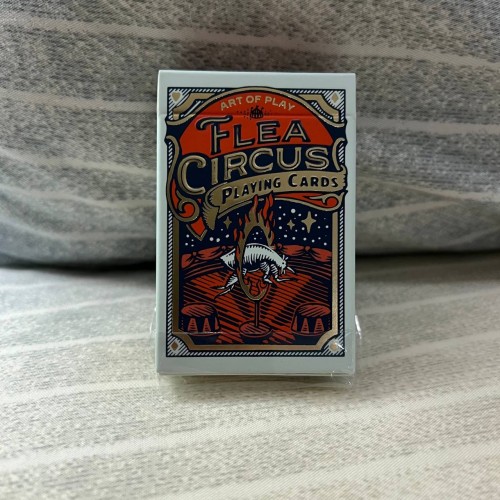 ART OF PLAY
FLEA
CIRCUS
PLAYING CARDS